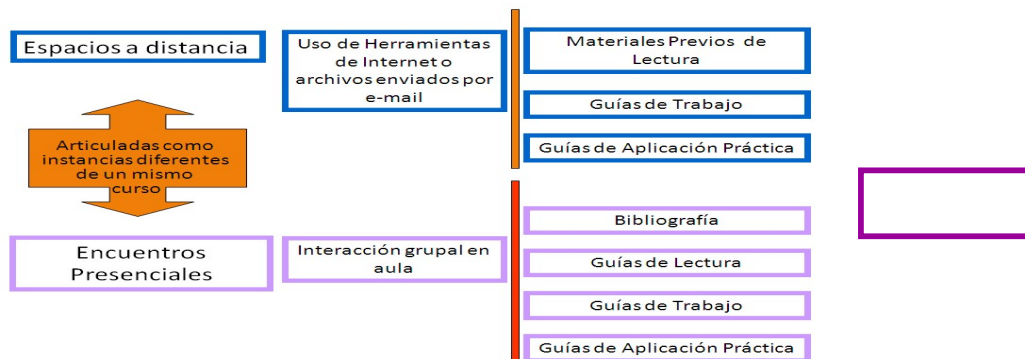 Espacios a distancia
Uso de Herramientas
de Internet o
archivos enviados por
e-mail
Materiales Previos de
Lectura
Guías de Trabajo
Guías de Aplicación Práctica
Articuladas como
instancias diferentes
de un mismo
curso
Encuentros
Presenciales
Interacción grupal en
aula
Bibliografía
Guías de Lectura
Guías de Trabajo
Guías de Aplicación Práctica